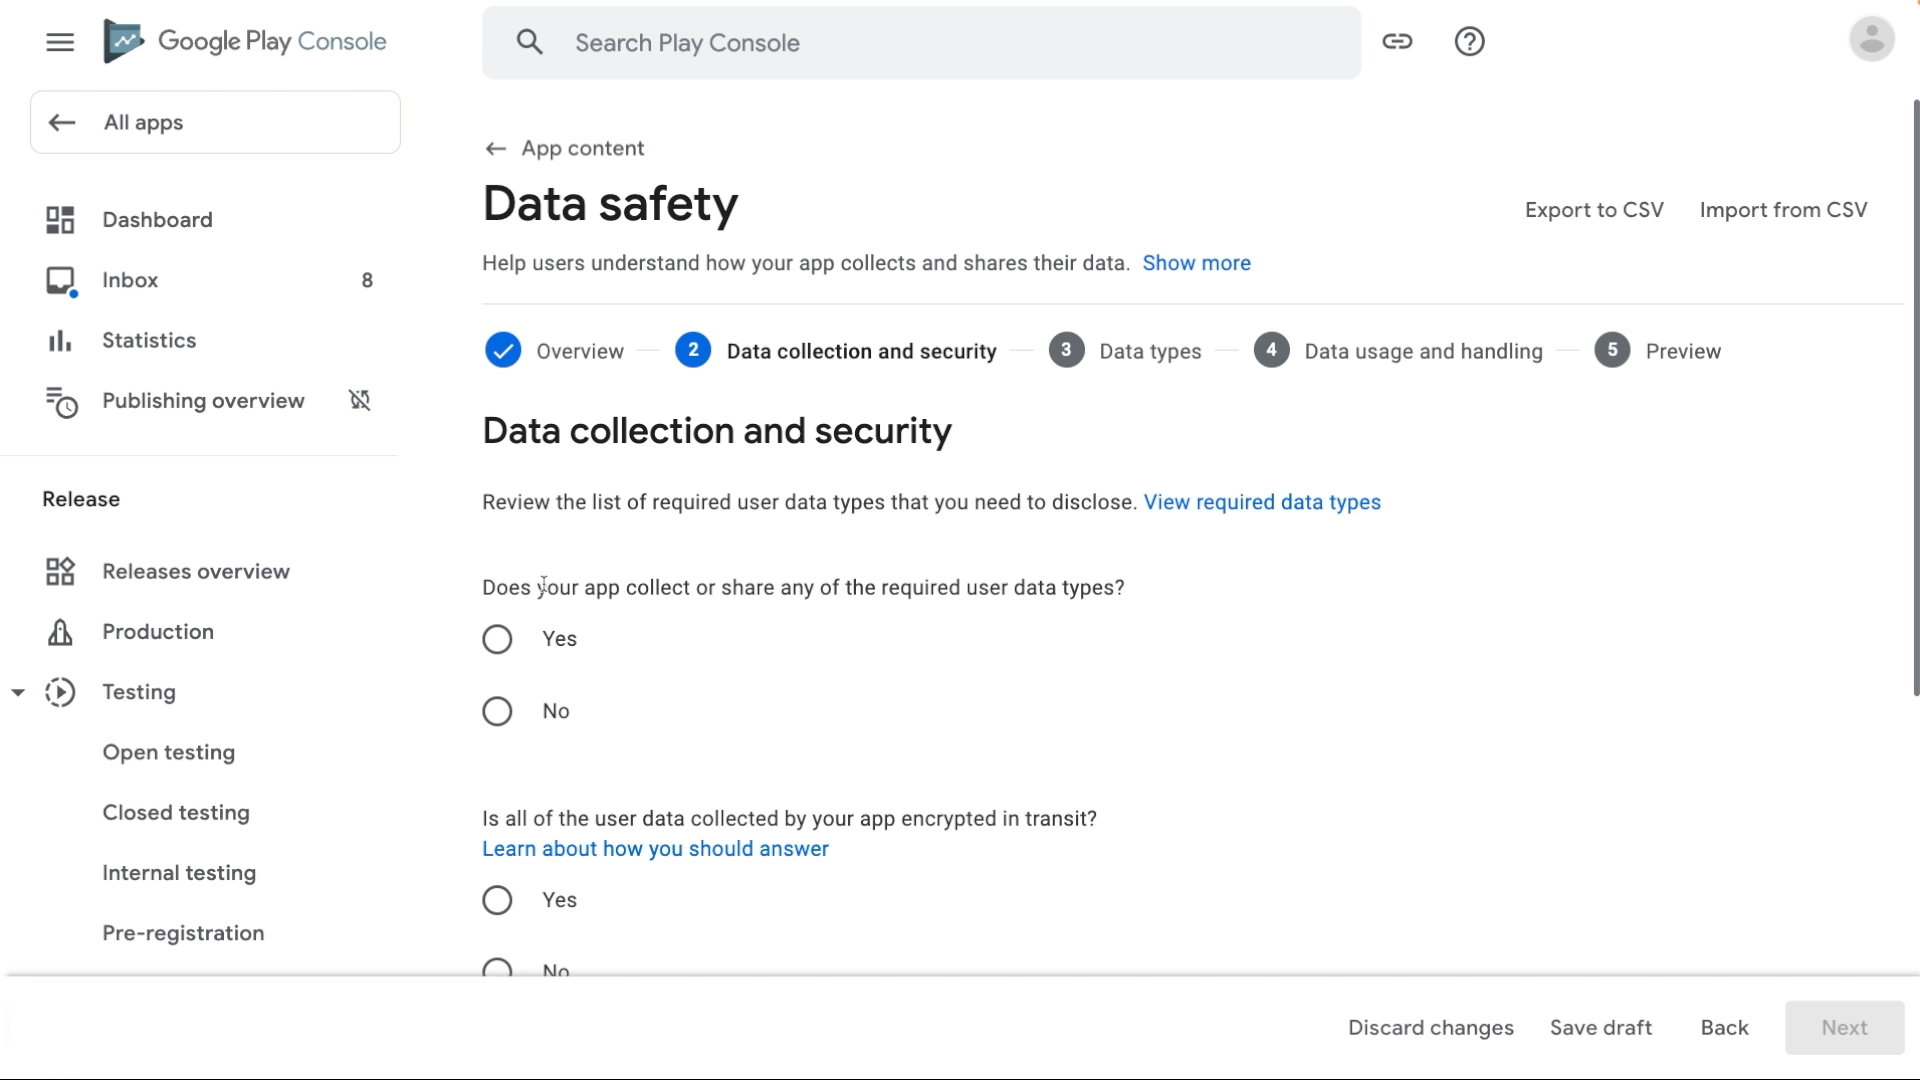 Google Play Console
Search Play Console
All apps
App content
Data safety
Export to CSV
Import from CSV
Dashboard
Help users understand how your app collects and shares their data. Show more
Inbox 8
Statistics
Overview
2 Data collection and security
3 Data types
4 Data usage and handling
5 Preview
Publishing overview
Data collection and security
Release
Review the list of required user data types that you need to disclose. View required data types
Releases overview
Does your app collect or share any of the required user data types?
Production
Yes
Testing
No
Open testing
Closed testing
Is all of the user data collected by your app encrypted in transit?
Learn about how you should answer
Internal testing
Yes
Pre-registration
No
Discard changes
Save draft
Back
Next